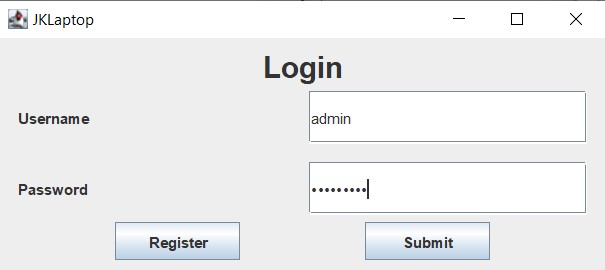 JKLaptop
Login
Username
admin
Password
•••••••••
Register
Submit